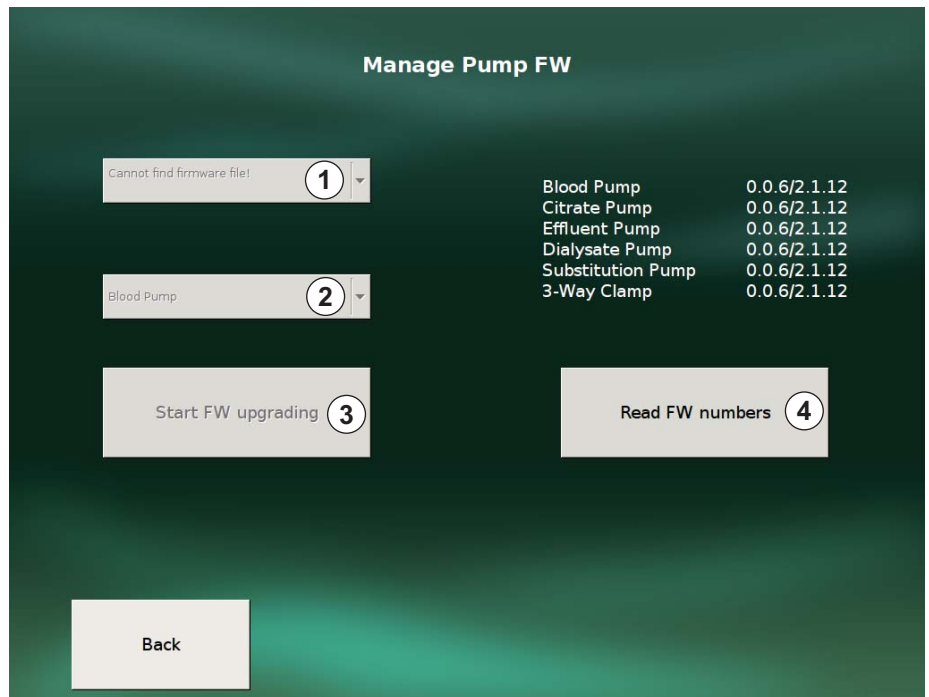 Manage Pump FW
Cannot find firmware file! 1
Blood Pump 0.0.6/2.1.12
Citrate Pump 0.0.6/2.1.12
Effluent Pump 0.0.6/2.1.12
Dialysate Pump 0.0.6/2.1.12
Substitution Pump 0.0.6/2.1.12
3-Way Clamp 0.0.6/2.1.12
Blood Pump 2
Start FW upgrading 3
Read FW numbers 4
Back